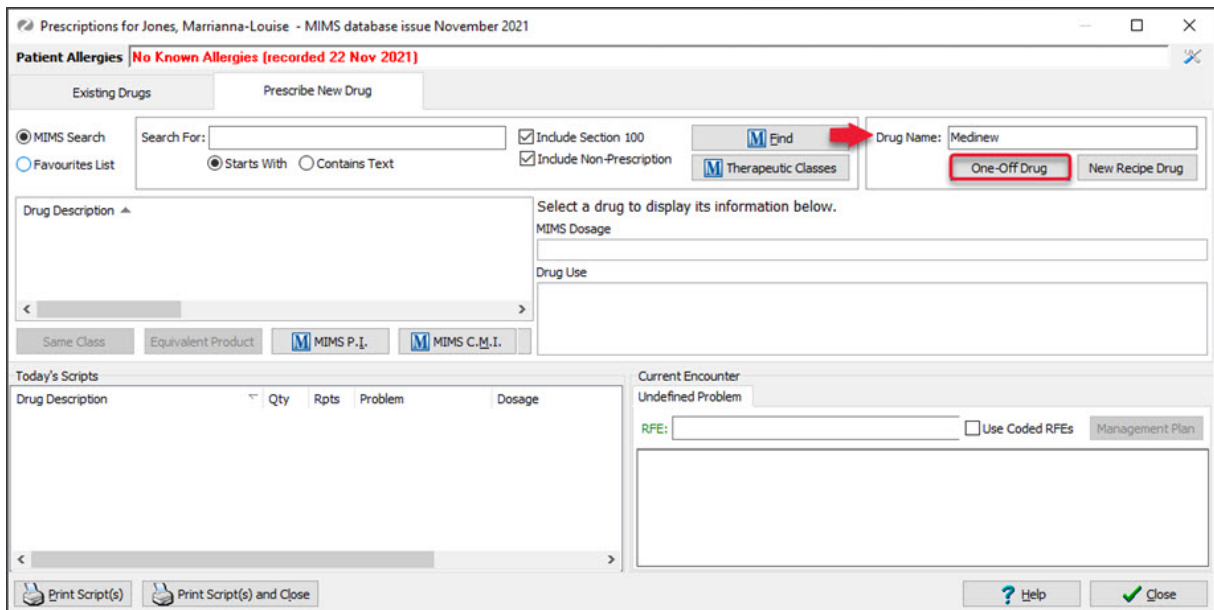 Prescriptions for Jones, Marrianna-Louise - MIMS database issue November 2021
Patient Allergies No Known Allergies (recorded 22 Nov 2021)
Existing Drugs Prescribe New Drug
MIMS Search Search For: Include Section 100 M Find Drug Name: Medinew
Favourites List Starts With Contains Text Include Non-Prescription M Therapeutic Classes One-Off Drug New Recipe Drug
Drug Description
Select a drug to display its information below.
MIMS Dosage
Drug Use
Same Class Equivalent Product M MIMS P.I. M MIMS C.M.I.
Today's Scripts
Drug Description Qty Rpts Problem Dosage
Current Encounter
Undefined Problem
RFE: Use Coded RFEs Management Plan
Print Script(s) Print Script(s) and Close ? Help Close